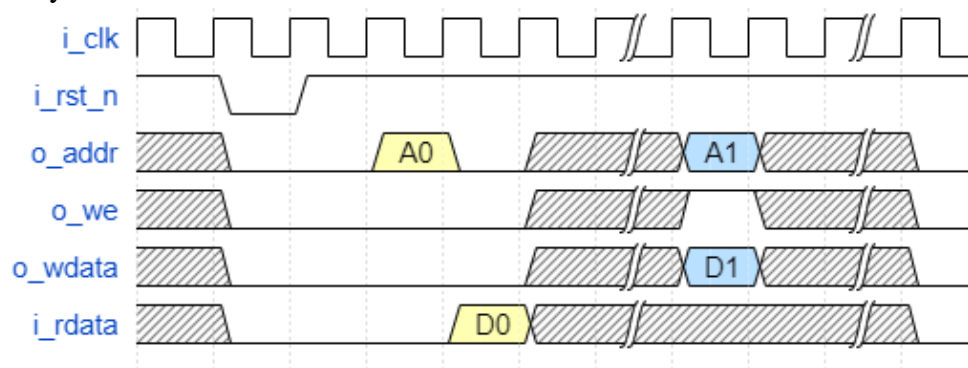 i_clk
i_rst_n
o_addr A0 A1
o_we
o_wdata D1
i_rdata D0